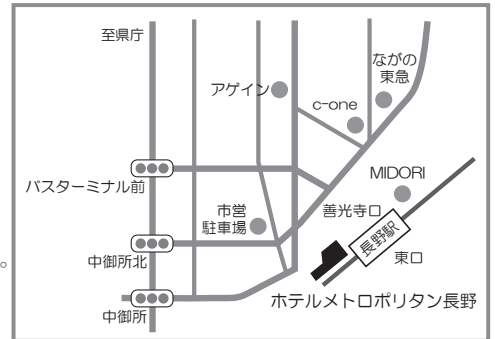 至県庁
ながの
東急
アゲイン
c-one
バスターミナル前
MIDORI
市営
駐車場
善光寺口
長野駅
東口
中御所北
。
ホテルメトロポリタン長野
中御所